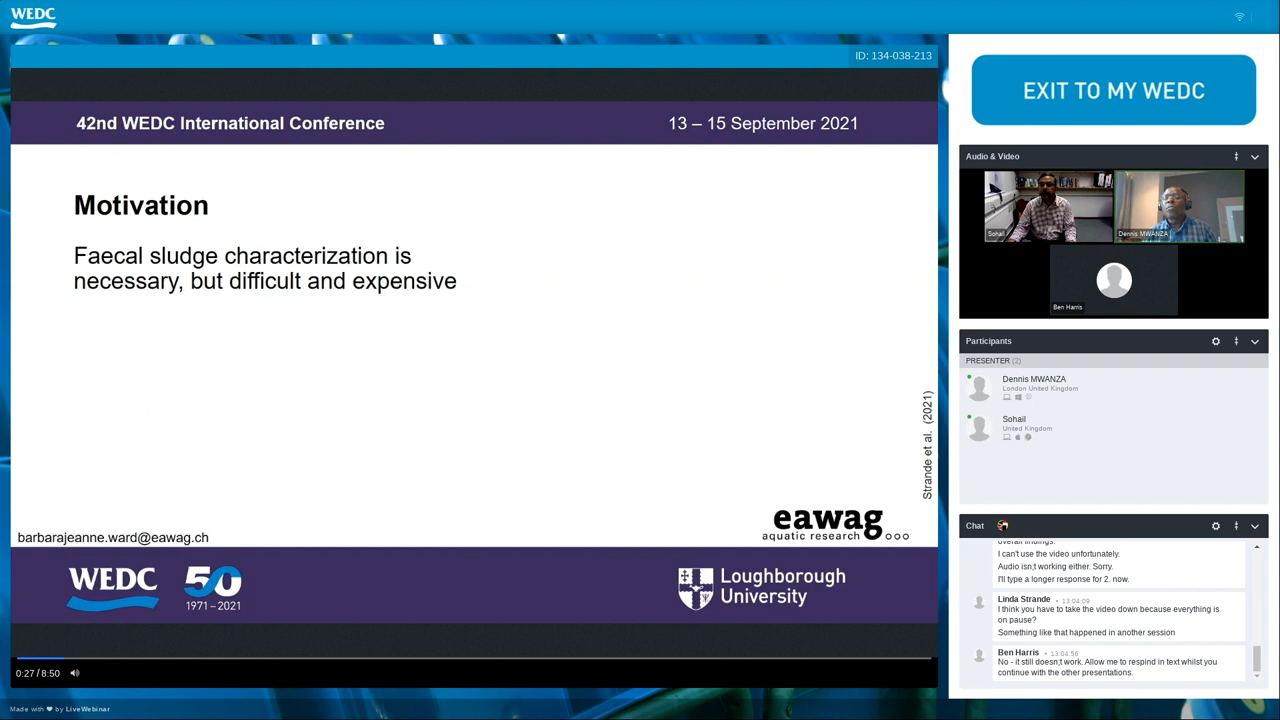 WEDC
ID: 134-038-213
42nd WEDC International Conference
13 – 15 September 2021
Motivation
Faecal sludge characterization is
necessary, but difficult and expensive
Strande et al. (2021)
eawag
aquatic research
barbarajeanne.ward@eawag.ch
WEDC
50
1971–2021
Loughborough
University
0:27 / 8:50
Made with ❤ by LiveWebinar
EXIT TO MY WEDC
Audio & Video
Sohail
Dennis MWANZA
Ben Harris
Participants
PRESENTER (2)
Dennis MWANZA
London United Kingdom
Sohail
United Kingdom
Chat
overall findings.
I can't use the video unfortunately.
Audio isn;t working either. Sorry.
I'll type a longer response for 2. now.
Linda Strande • 13:04:09
I think you have to take the video down because everything is
on pause?
Something like that happened in another session
Ben Harris • 13:04:56
No - it still doesn;t work. Allow me to respind in text whilst you
continue with the other presentations.